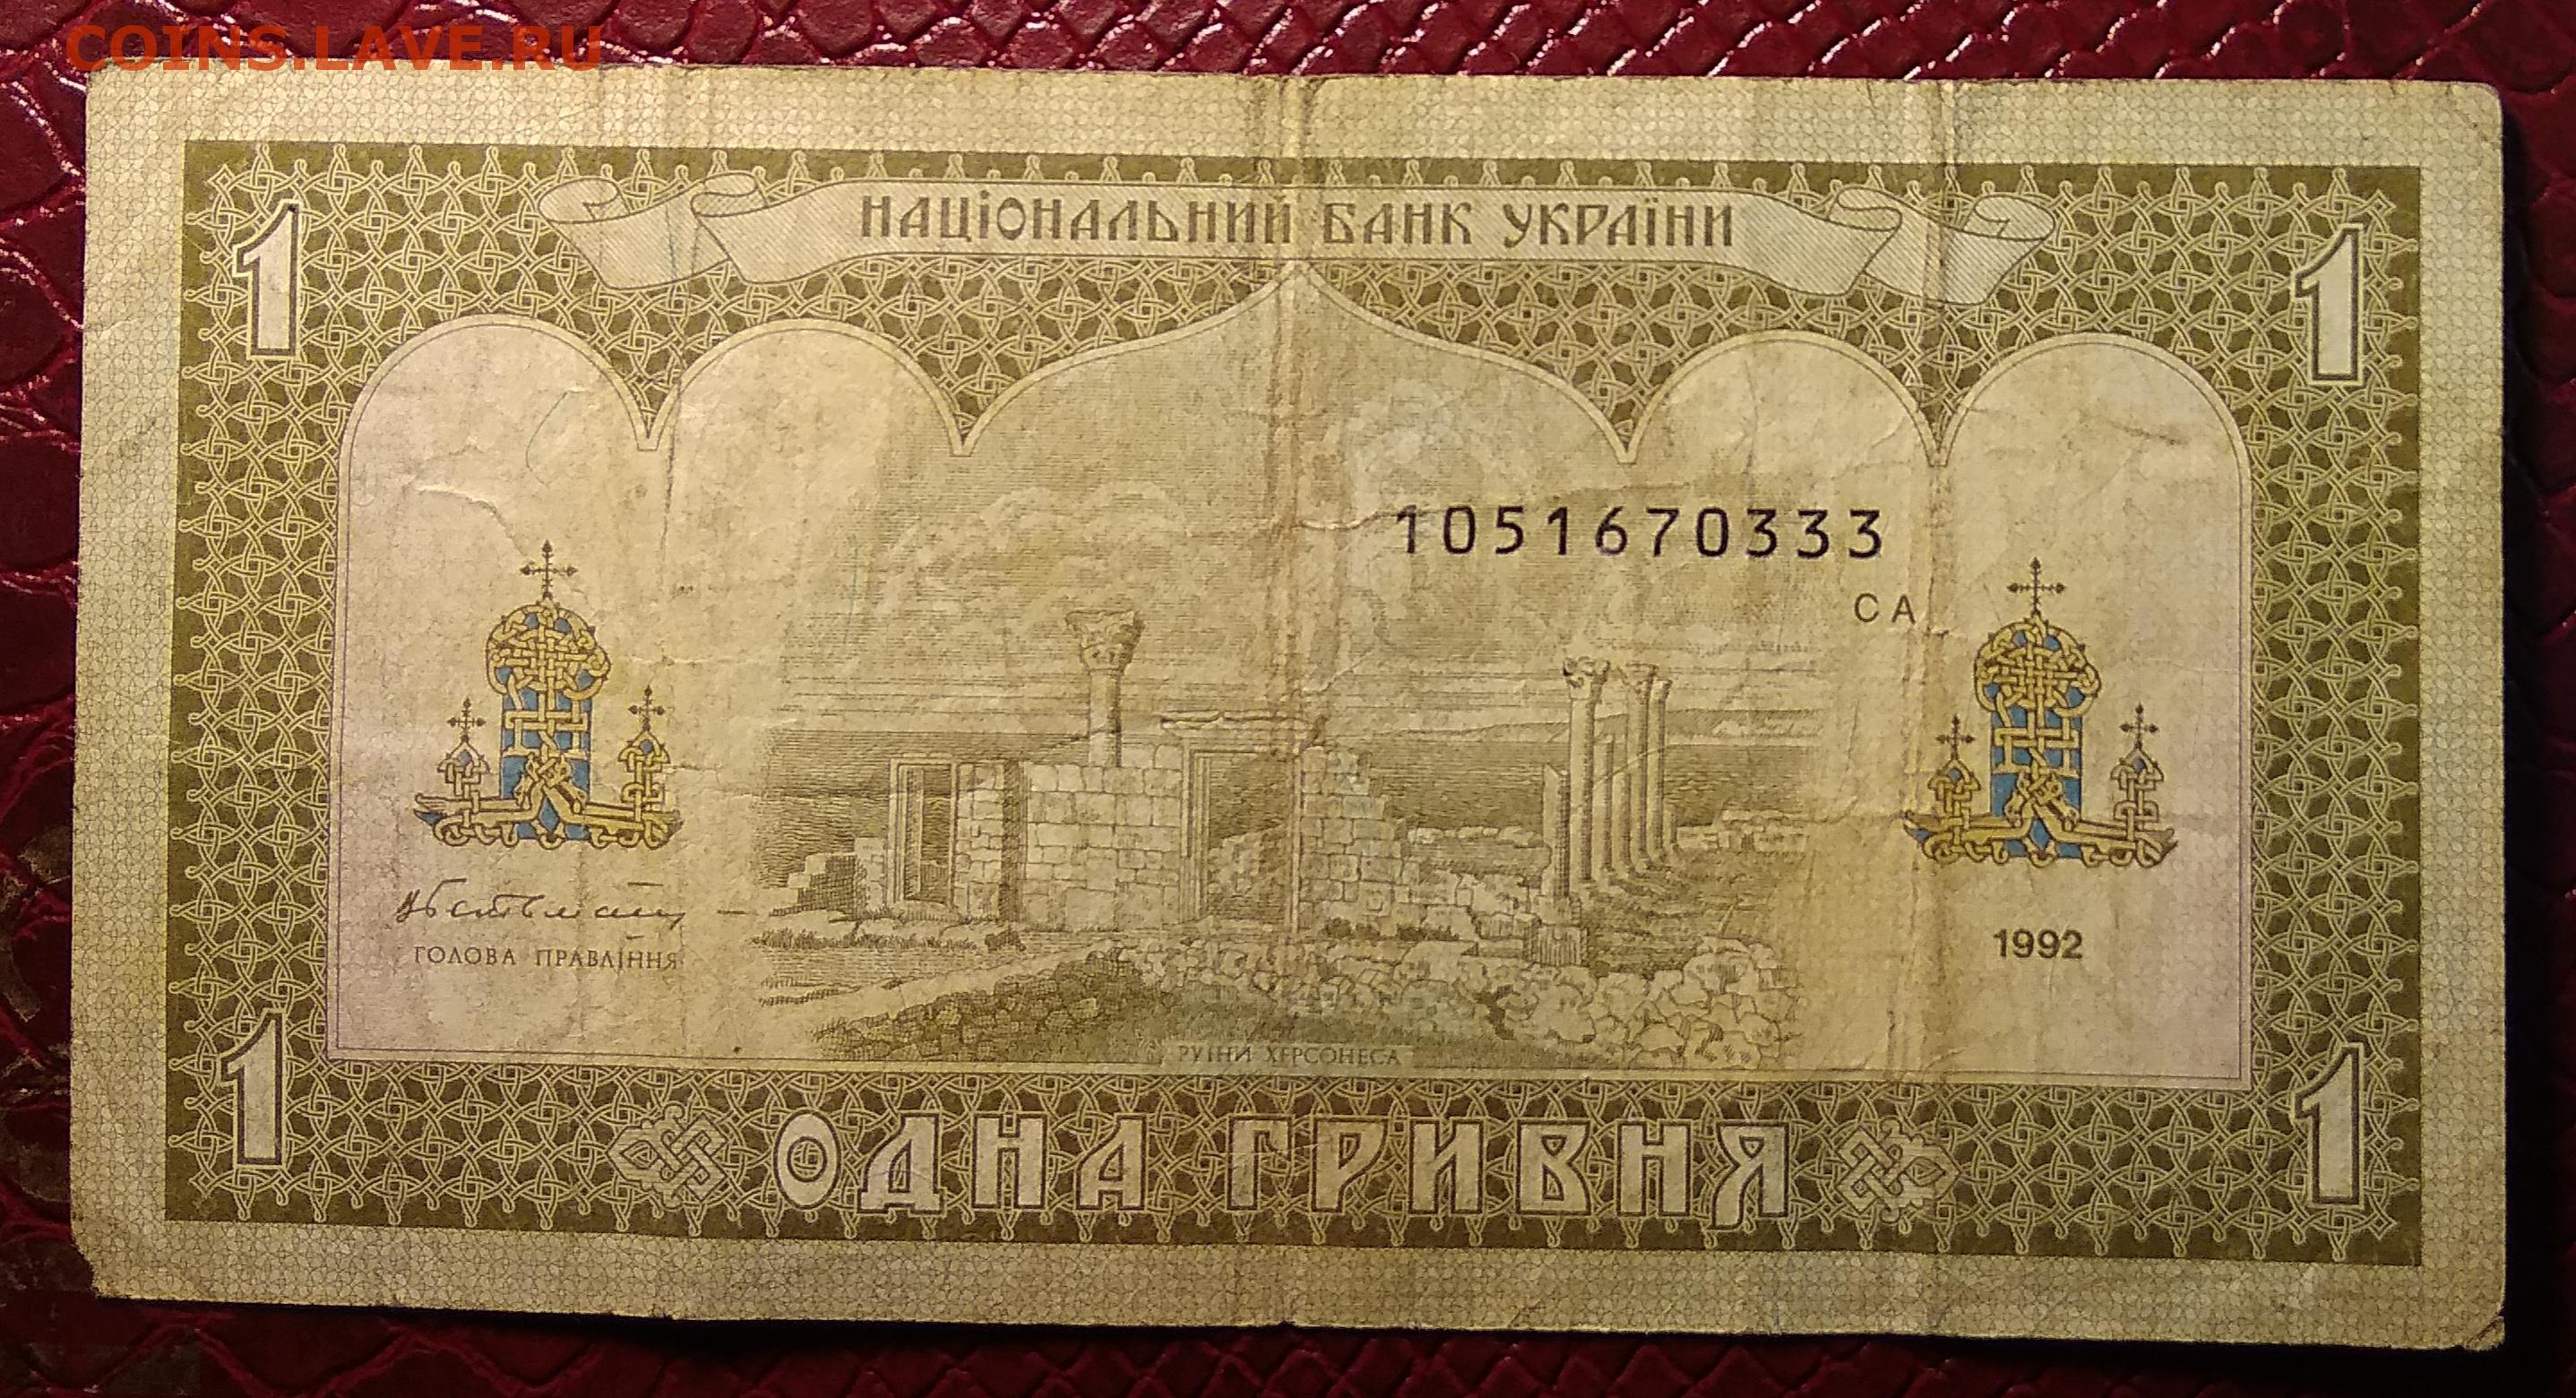 COINS.LAVE.RU
НАЦІОНАЛЬНИЙ БАНК УКРАЇНИ
1 1
1051670333
СА
ГОЛОВА ПРАВЛІННЯ
1992
РУЇНИ ХЕРСОНЕСА
1 1
ОДНА ГРИВНЯ